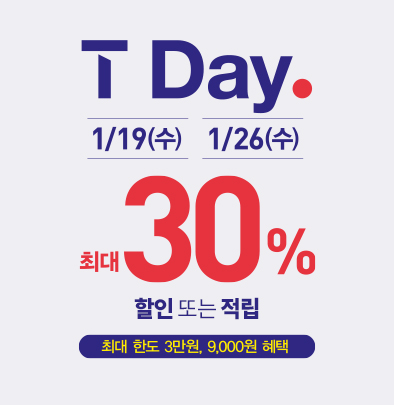 T Day.
1/19(수) 1/26(수)
최대 30%
할인 또는 적립
최대 한도 3만원, 9,000원 혜택